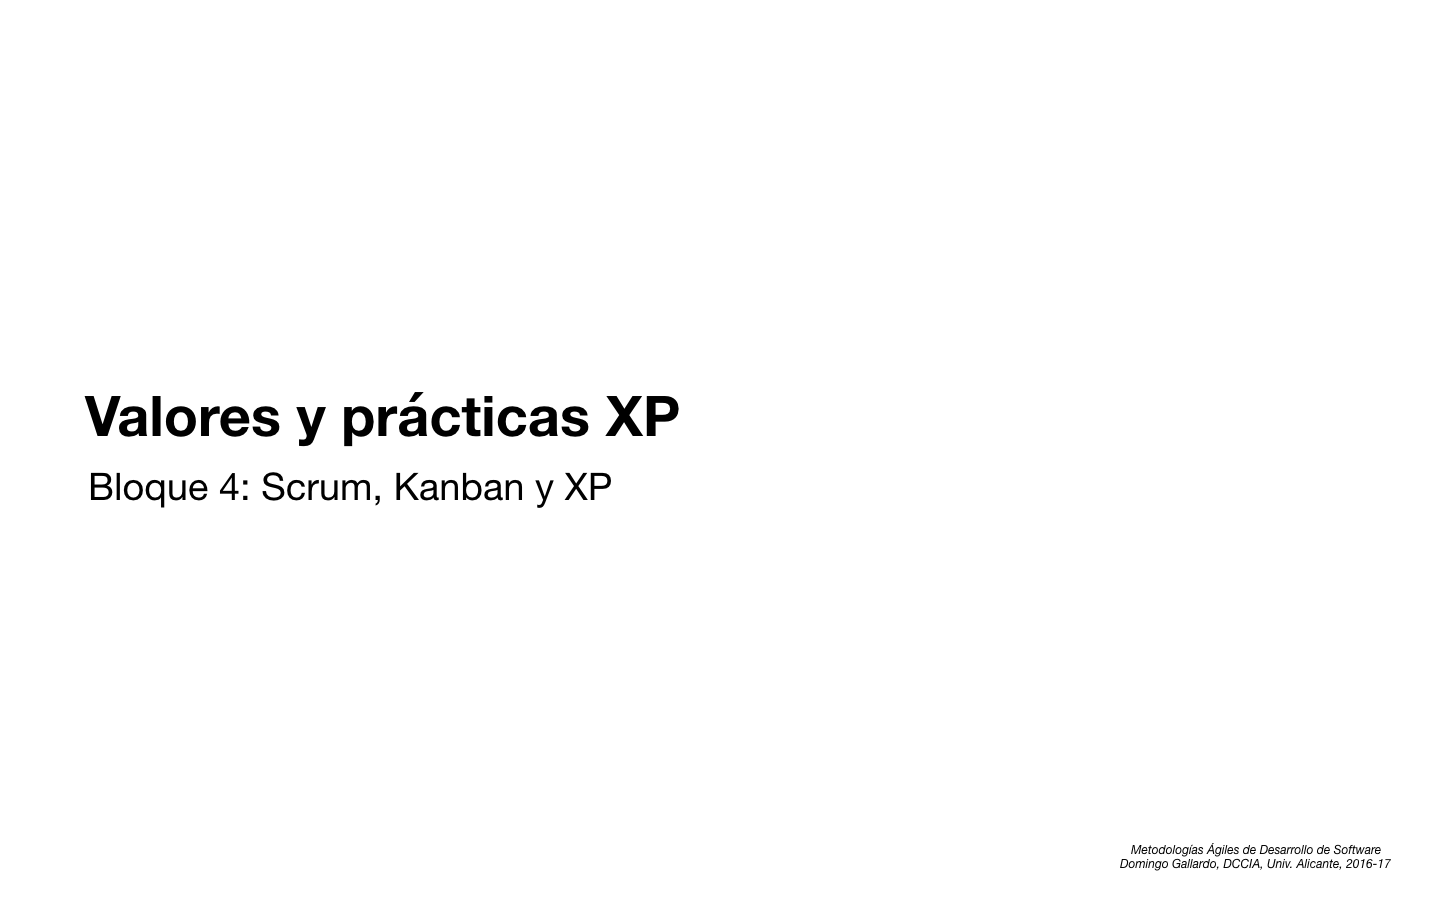 Valores y prácticas XP
Bloque 4: Scrum, Kanban y XP
Metodologías Ágiles de Desarrollo de Software
Domingo Gallardo, DCCIA, Univ. Alicante, 2016-17